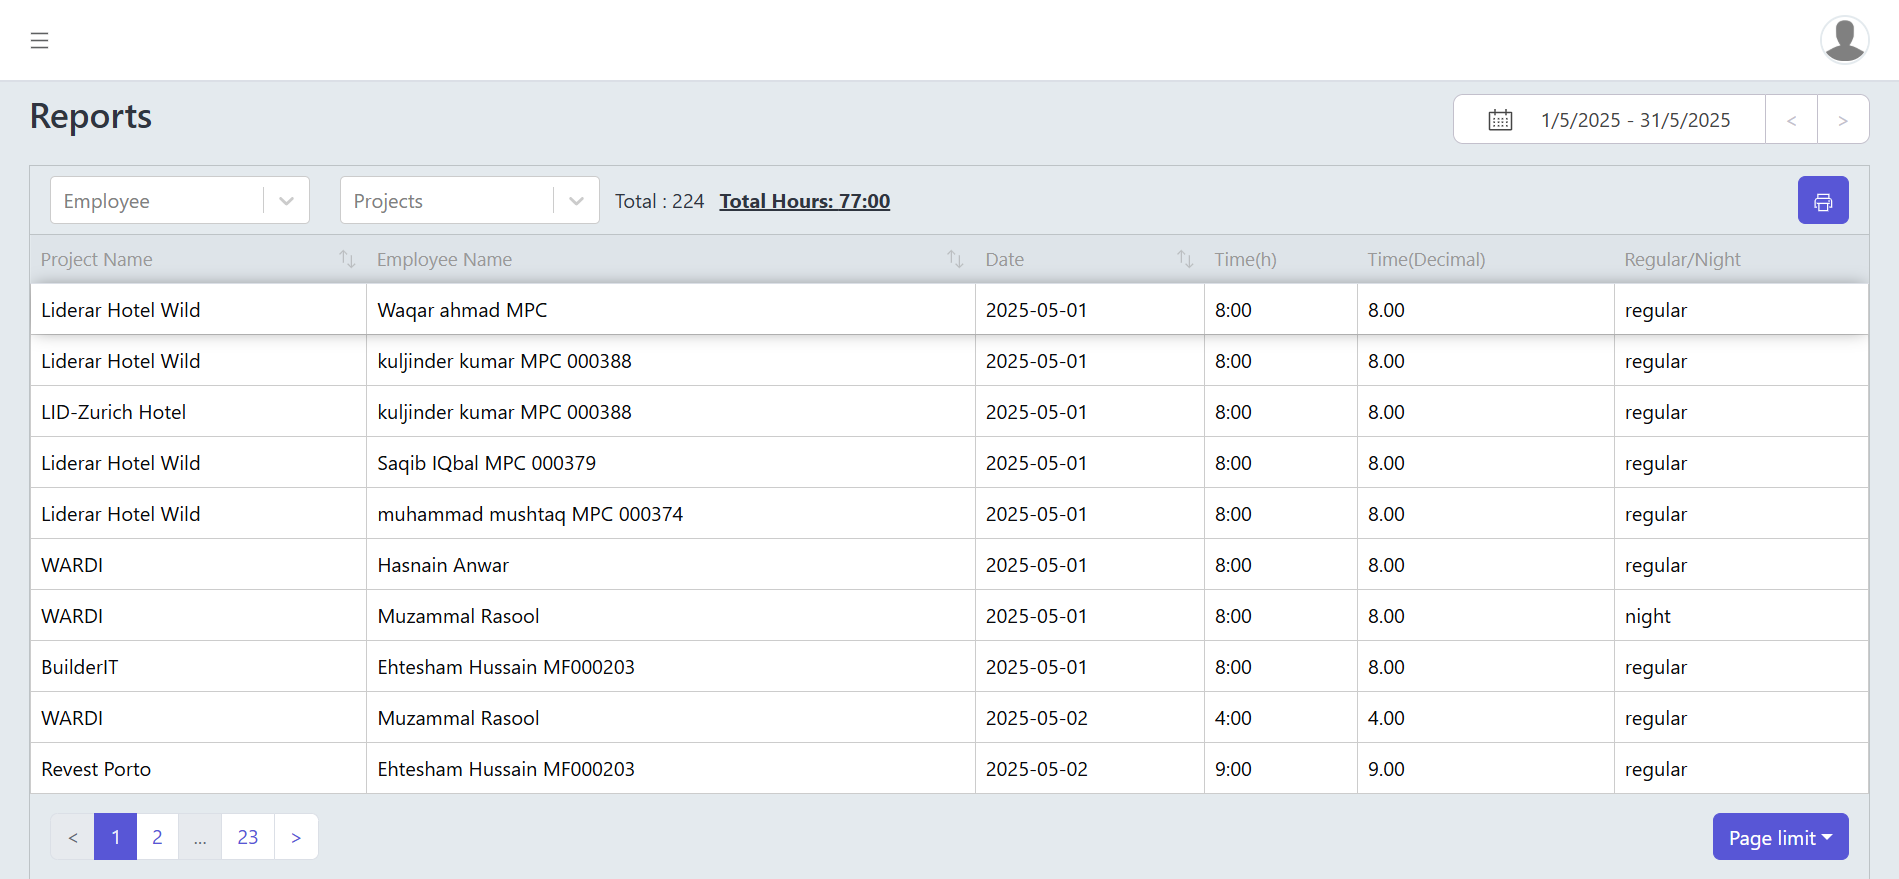 Reports
1/5/2025 - 31/5/2025 < >
Employee Projects Total : 224 Total Hours: 77:00
Project Name Employee Name Date Time(h) Time(Decimal) Regular/Night
Liderar Hotel Wild Waqar ahmad MPC 2025-05-01 8:00 8.00 regular
Liderar Hotel Wild kuljinder kumar MPC 000388 2025-05-01 8:00 8.00 regular
LID-Zurich Hotel kuljinder kumar MPC 000388 2025-05-01 8:00 8.00 regular
Liderar Hotel Wild Saqib IQbal MPC 000379 2025-05-01 8:00 8.00 regular
Liderar Hotel Wild muhammad mushtaq MPC 000374 2025-05-01 8:00 8.00 regular
WARDI Hasnain Anwar 2025-05-01 8:00 8.00 regular
WARDI Muzammal Rasool 2025-05-01 8:00 8.00 night
BuilderIT Ehtesham Hussain MF000203 2025-05-01 8:00 8.00 regular
WARDI Muzammal Rasool 2025-05-02 4:00 4.00 regular
Revest Porto Ehtesham Hussain MF000203 2025-05-02 9:00 9.00 regular
< 1 2 ... 23 > Page limit